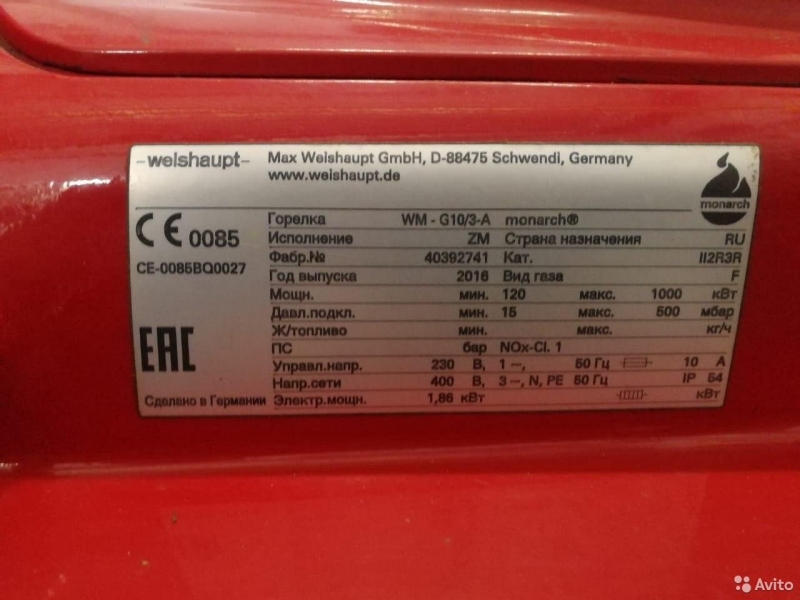 -weishaupt- Max Weishaupt GmbH, D-88475 Schwendi, Germany
www.weishaupt.de
monarch
CE 0085
CE-0085BQ0027
EAC
Сделано в Германии
Горелка WM - G10/3-A monarch®
Исполнение ZM Страна назначения RU
Фабр.№ 40392741 Кат. II2R3R
Год выпуска 2016 Вид газа F
Мощн. мин. 120 макс. 1000 кВт
Давл.подкл. мин. 15 макс. 500 мбар
Ж/топливо мин. макс. кг/ч
ПС бар NOx-Cl. 1
Управл.напр. 230 В, 1 ~, 50 Гц 10 А
Напр.сети 400 В, 3 ~, N, PE 50 Гц IP 54
Электр.мощн. 1,86 кВт кВт
Avito